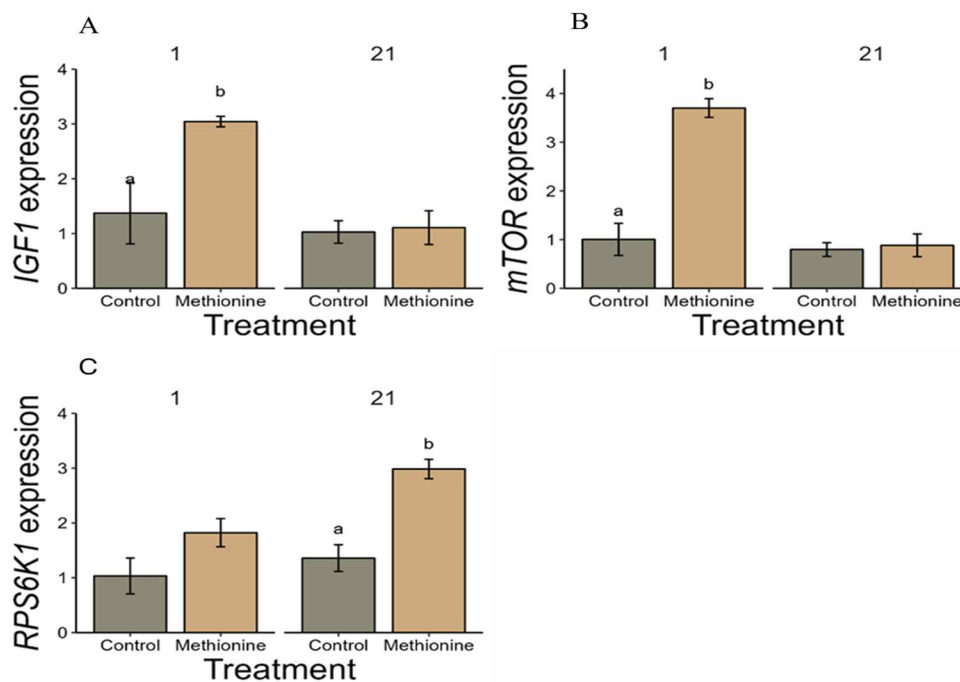 A
1 21
IGF1 expression
4
3
2
1
0
a
b
Control Methionine Control Methionine
Treatment
B
1 21
mTOR expression
4
3
2
1
0
a
b
Control Methionine Control Methionine
Treatment
C
1 21
RPS6K1 expression
4
3
2
1
0
a
b
Control Methionine Control Methionine
Treatment